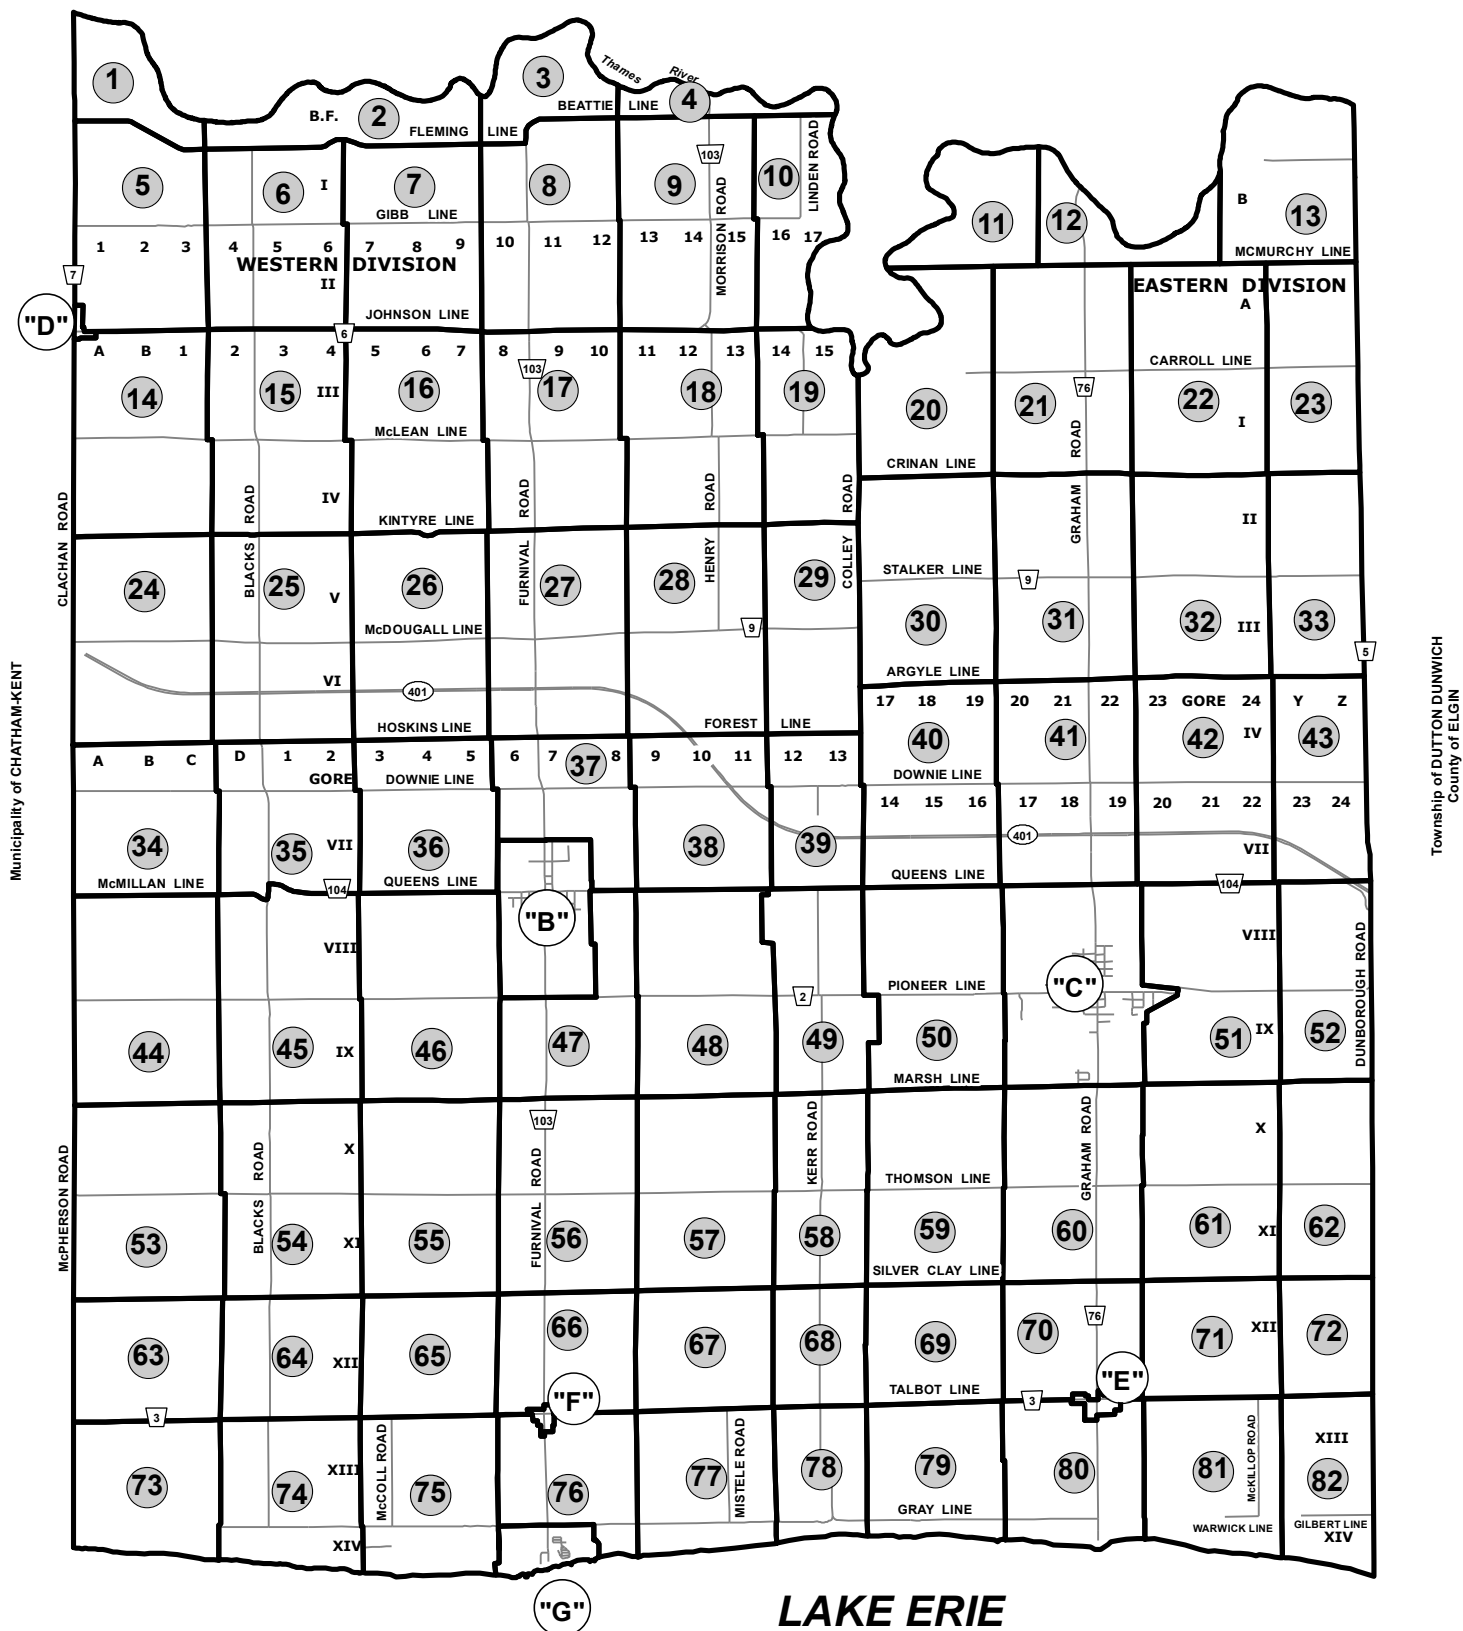 1
3
Thames River
4
BEATTIE LINE
B.F.
2
FLEMING LINE
103
LINDEN ROAD
5
6
I
7
8
9
10
MORRISON ROAD
11
12
B
13
GIBB LINE
MCMURCHY LINE
1 2 3 4 5 6 7 8 9 10 11 12 13 14 15 16 17
WESTERN DIVISION
7
II
EASTERN DIVISION
A
"D"
JOHNSON LINE
6
A B 1 2 3 4 5 6 7 8 9 10 11 12 13 14 15
CARROLL LINE
103
76
14
15
III
16
17
18
19
20
21
22
I
23
McLEAN LINE
ROAD
CRINAN LINE
CLACHAN ROAD
BLACKS ROAD
IV
FURNIVAL ROAD
HENRY ROAD
COLLEY ROAD
GRAHAM
II
KINTYRE LINE
STALKER LINE
9
24
25
V
26
27
28
29
30
31
32
III
33
McDOUGALL LINE
9
5
VI
401
ARGYLE LINE
HOSKINS LINE
FOREST LINE
17 18 19 20 21 22 23 GORE 24 Y Z
40
41
42
IV
43
A B C D 1 2 3 4 5 6 7 37 8 9 10 11 12 13
GORE
DOWNIE LINE
DOWNIE LINE
14 15 16 17 18 19 20 21 22 23 24
Municipality of CHATHAM-KENT
Township of DUTTON DUNWICH
County of ELGIN
34
35
VII
36
38
39
401
VII
McMILLAN LINE
104
QUEENS LINE
QUEENS LINE
104
"B"
VIII
VIII
DUNBOROUGH ROAD
"C"
2
PIONEER LINE
44
45
IX
46
47
48
49
50
51
IX
52
MARSH LINE
103
McPHERSON ROAD
BLACKS ROAD
X
FURNIVAL ROAD
KERR ROAD
GRAHAM ROAD
X
THOMSON LINE
53
54
XI
55
56
57
58
59
60
61
XI
62
SILVER CLAY LINE
76
63
64
XII
65
66
67
68
69
70
71
XII
72
"F"
"E"
TALBOT LINE
3
3
McCOLL ROAD
MISTELE ROAD
McKILLOP ROAD
XIII
73
74
XIII
75
76
77
78
79
80
81
82
GRAY LINE
WARWICK LINE
GILBERT LINE
XIV
XIV
"G"
LAKE ERIE